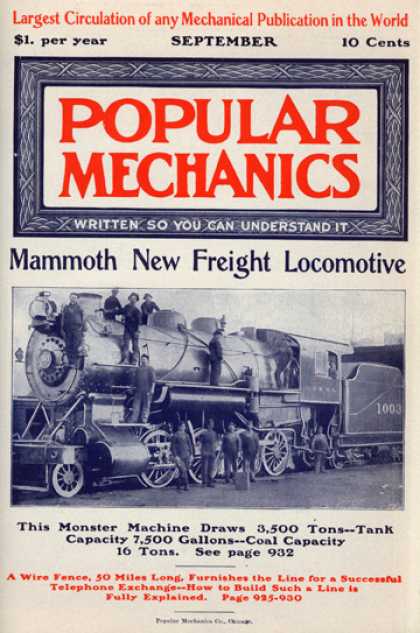 Largest Circulation of any Mechanical Publication in the World
$1. per year SEPTEMBER 10 Cents
POPULAR
MECHANICS
WRITTEN SO YOU CAN UNDERSTAND IT
Mammoth New Freight Locomotive
1003
This Monster Machine Draws 3,500 Tons--Tank
Capacity 7,500 Gallons--Coal Capacity
16 Tons. See page 932
A Wire Fence, 50 Miles Long, Furnishes the Line for a Successful
Telephone Exchange--How to Build Such a Line is
Fully Explained. Page 925-930
Popular Mechanics Co., Chicago.